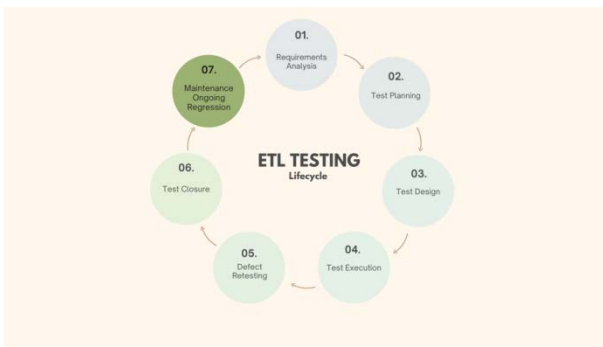 ETL TESTING
Lifecycle
01.
Requirements
Analysis
02.
Test Planning
03.
Test Design
04.
Test Execution
05.
Defect
Retesting
06.
Test Closure
07.
Maintenance
Ongoing
Regression